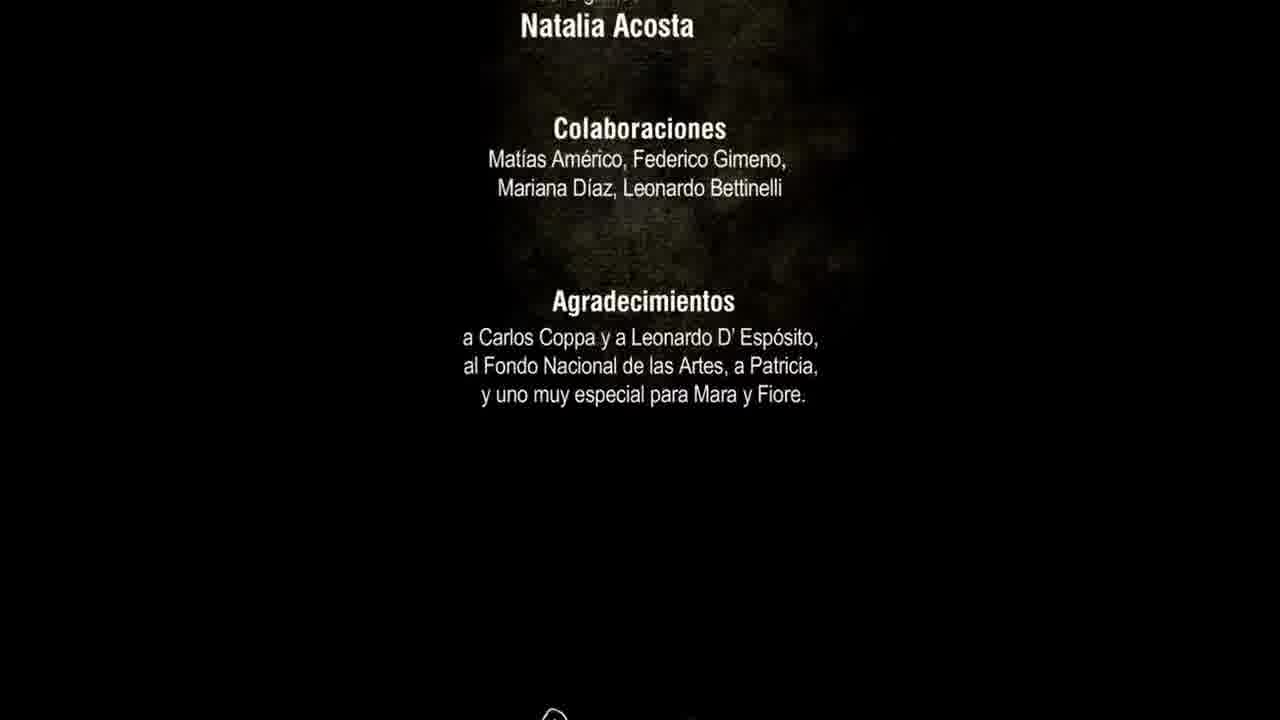 Natalia Acosta
Colaboraciones
Matías Américo, Federico Gimeno,
Mariana Díaz, Leonardo Bettinelli
Agradecimientos
a Carlos Coppa y a Leonardo D' Espósito,
al Fondo Nacional de las Artes, a Patricia,
y uno muy especial para Mara y Fiore.